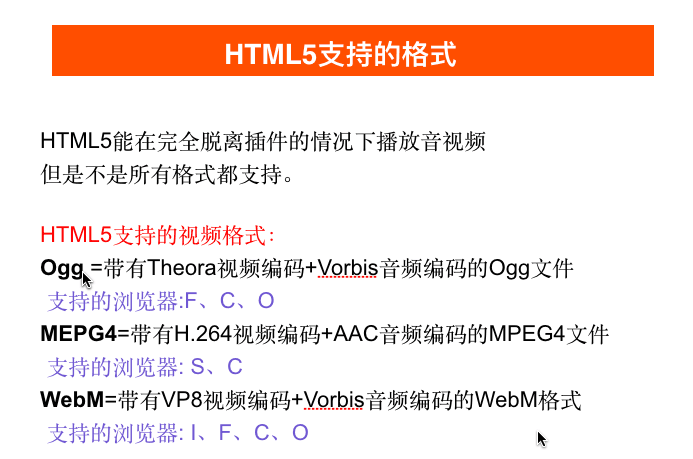 HTML5支持的格式
HTML5能在完全脱离插件的情况下播放音视频
但是不是所有格式都支持。
HTML5支持的视频格式：
Ogg =带有Theora视频编码+Vorbis音频编码的Ogg文件
支持的浏览器:F、C、O
MEPG4=带有H.264视频编码+AAC音频编码的MPEG4文件
支持的浏览器: S、C
WebM=带有VP8视频编码+Vorbis音频编码的WebM格式
支持的浏览器: I、F、C、O